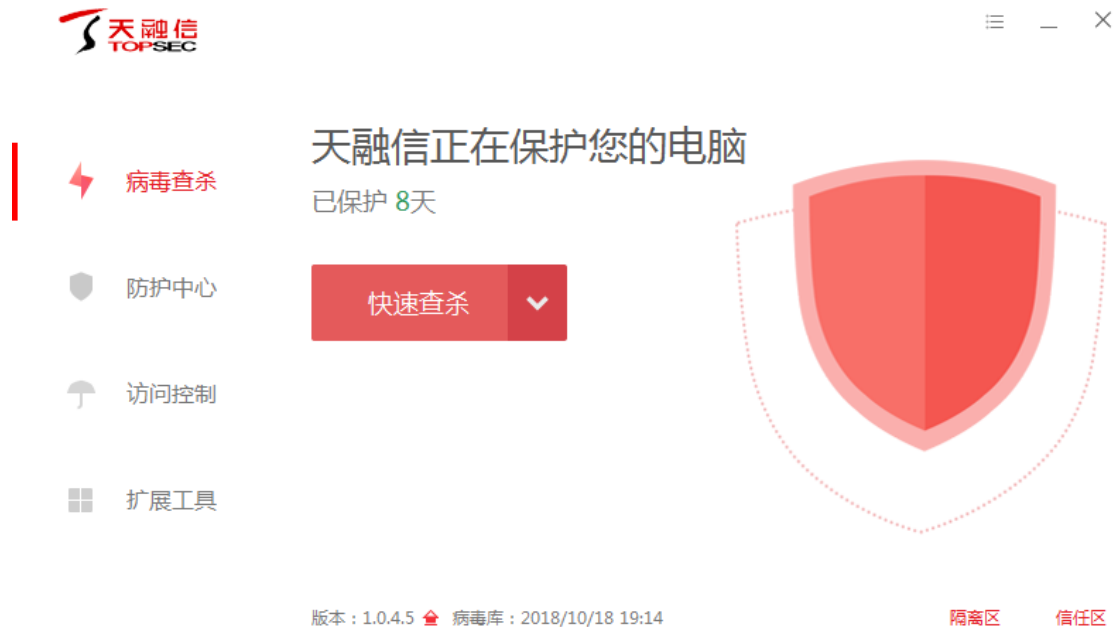 天融信
TOPSEC
天融信正在保护您的电脑
已保护 8天
病毒查杀
快速查杀
防护中心
访问控制
扩展工具
版本：1.0.4.5 病毒库：2018/10/18 19:14
隔离区 信任区